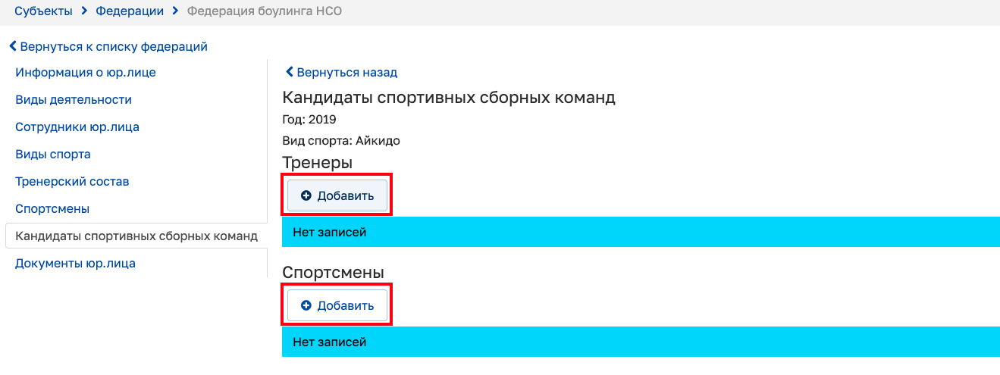 Субъекты > Федерации > Федерация боулинга НСО
Вернуться к списку федераций
Информация о юр.лице
Виды деятельности
Сотрудники юр.лица
Виды спорта
Тренерский состав
Спортсмены
Кандидаты спортивных сборных команд
Документы юр.лица
Вернуться назад
Кандидаты спортивных сборных команд
Год: 2019
Вид спорта: Айкидо
Тренеры
Добавить
Нет записей
Спортсмены
Добавить
Нет записей